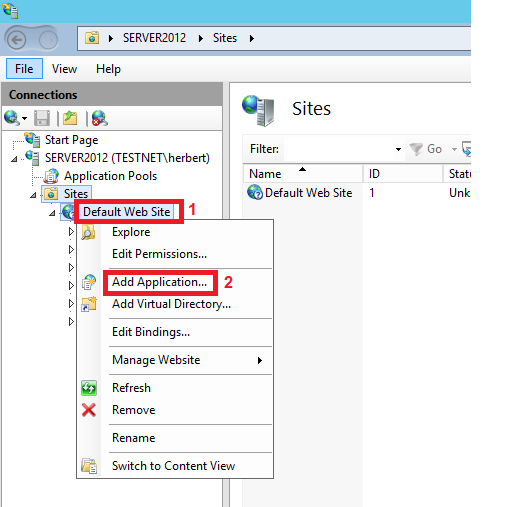 SERVER2012 Sites
File View Help
Connections
Start Page
SERVER2012 (TESTNET\herbert)
Application Pools
Sites
Default Web Site 1
Explore
Edit Permissions...
Add Application... 2
Add Virtual Directory...
Edit Bindings...
Manage Website
Refresh
Remove
Rename
Switch to Content View
Sites
Filter: Go
Name ID Statu
Default Web Site 1 Unk